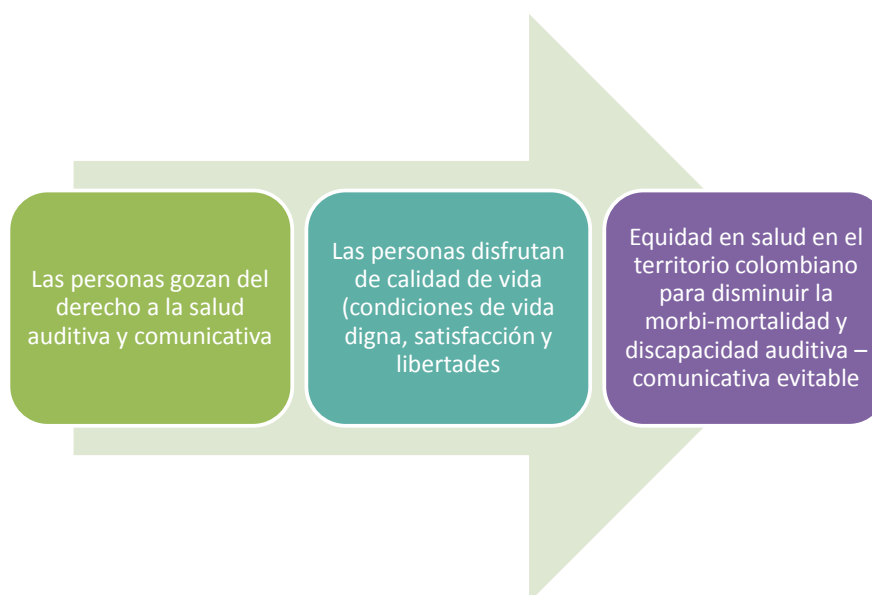 Las personas gozan del
derecho a la salud
auditiva y comunicativa
Las personas disfrutan
de calidad de vida
(condiciones de vida
digna, satisfacción y
libertades
Equidad en salud en el
territorio colombiano
para disminuir la
morbi-mortalidad y
discapacidad auditiva –
comunicativa evitable